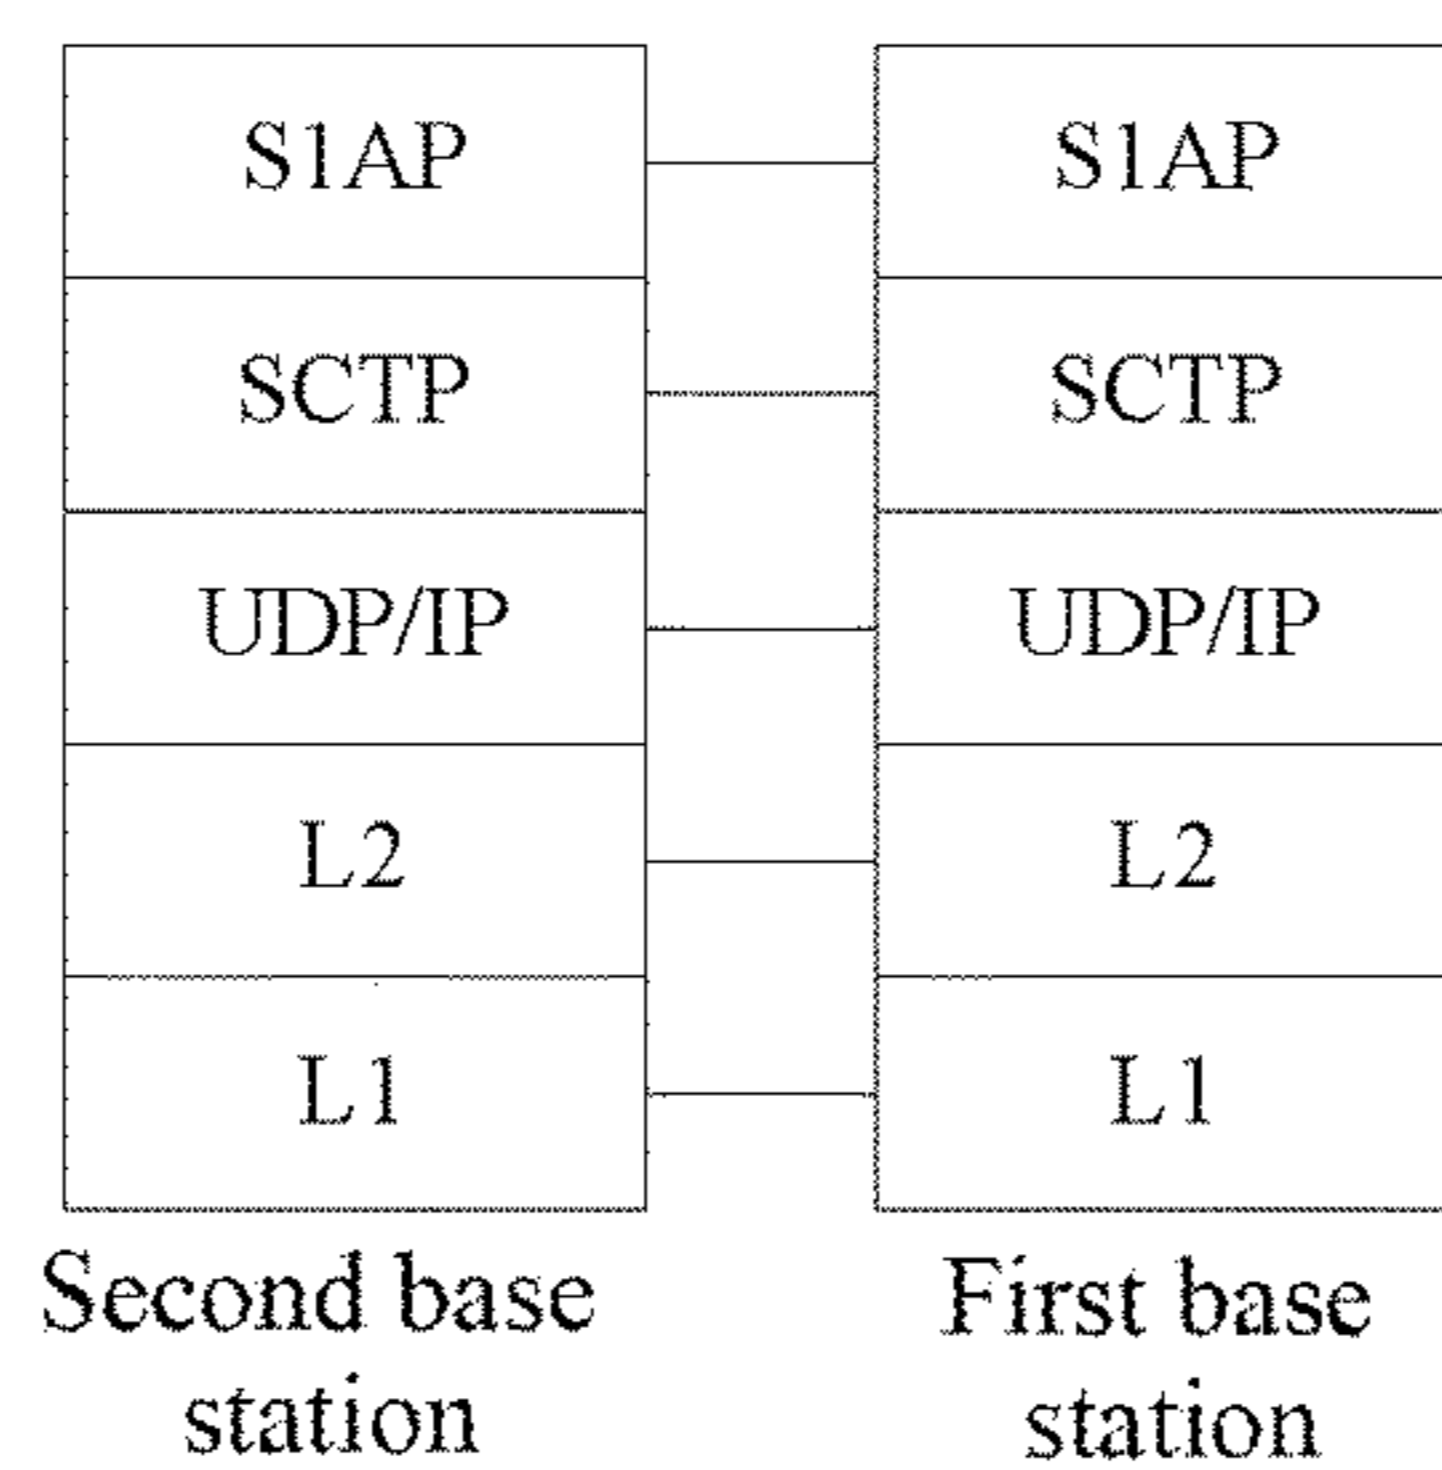 S1AP
S1AP
SCTP
SCTP
UDP/IP
UDP/IP
L2
L2
L1
L1
Second base
station
First base
station